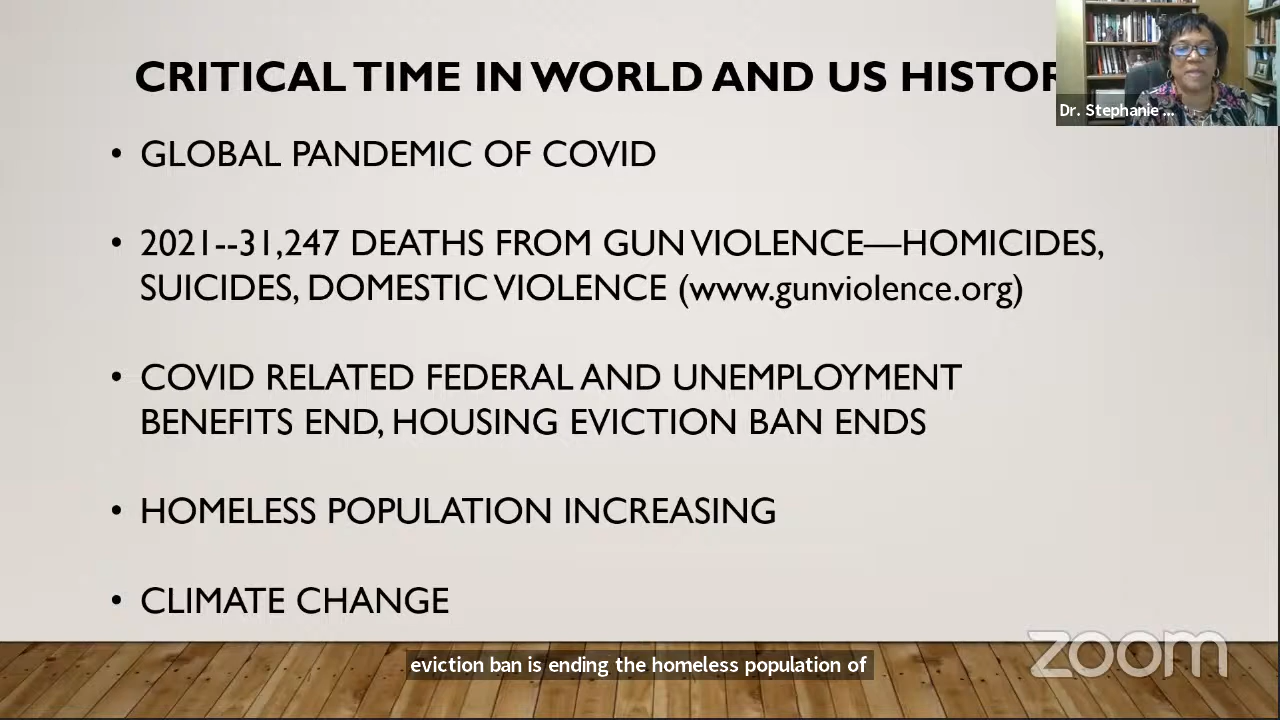 CRITICAL TIME IN WORLD AND US HISTOR
Dr. Stephanie ...
• GLOBAL PANDEMIC OF COVID
• 2021--31,247 DEATHS FROM GUN VIOLENCE—HOMICIDES,
SUICIDES, DOMESTIC VIOLENCE (www.gunviolence.org)
• COVID RELATED FEDERAL AND UNEMPLOYMENT
BENEFITS END, HOUSING EVICTION BAN ENDS
• HOMELESS POPULATION INCREASING
• CLIMATE CHANGE
eviction ban is ending the homeless population of
zoom